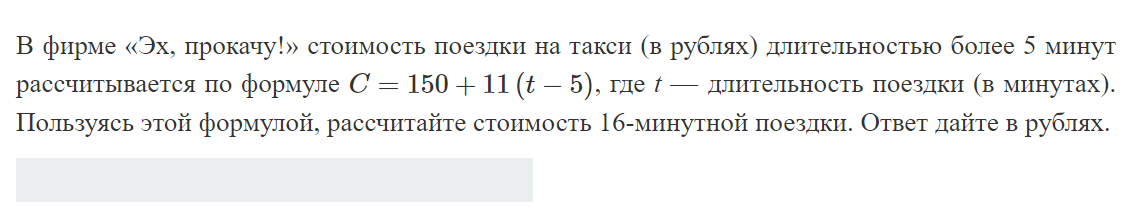 В фирме «Эх, прокачу!» стоимость поездки на такси (в рублях) длительностью более 5 минут
рассчитывается по формуле C = 150 + 11 (t − 5), где t — длительность поездки (в минутах).
Пользуясь этой формулой, рассчитайте стоимость 16-минутной поездки. Ответ дайте в рублях.